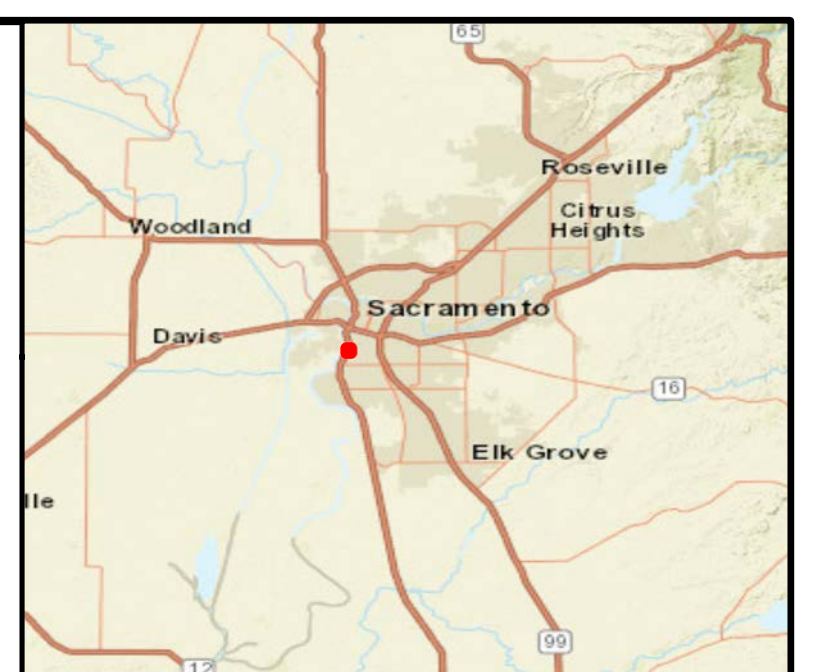 65
Roseville
Citrus
Heights
Woodland
Sacramento
Davis
16
Elk Grove
lle
99
12